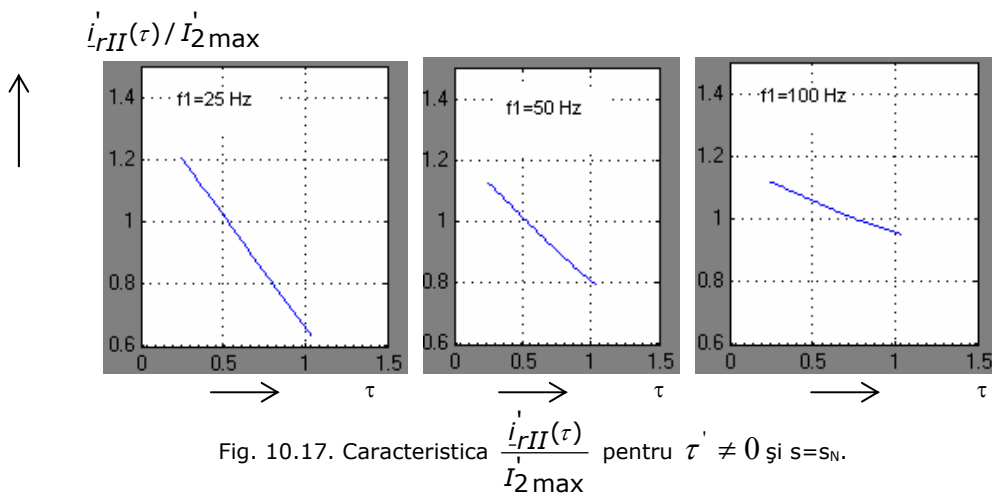 i'rII(τ) / I'2max
1.4
1.2
1
0.8
0.6
f1=25 Hz
0 0.5 1 1.5
τ
1.4
1.2
1
0.8
0.6
f1=50 Hz
0 0.5 1 1.5
τ
1.4
1.2
1
0.8
0.6
f1=100 Hz
0 0.5 1 1.5
τ
Fig. 10.17. Caracteristica i'rII(τ) / I'2max pentru τ' ≠ 0 şi s=sN.